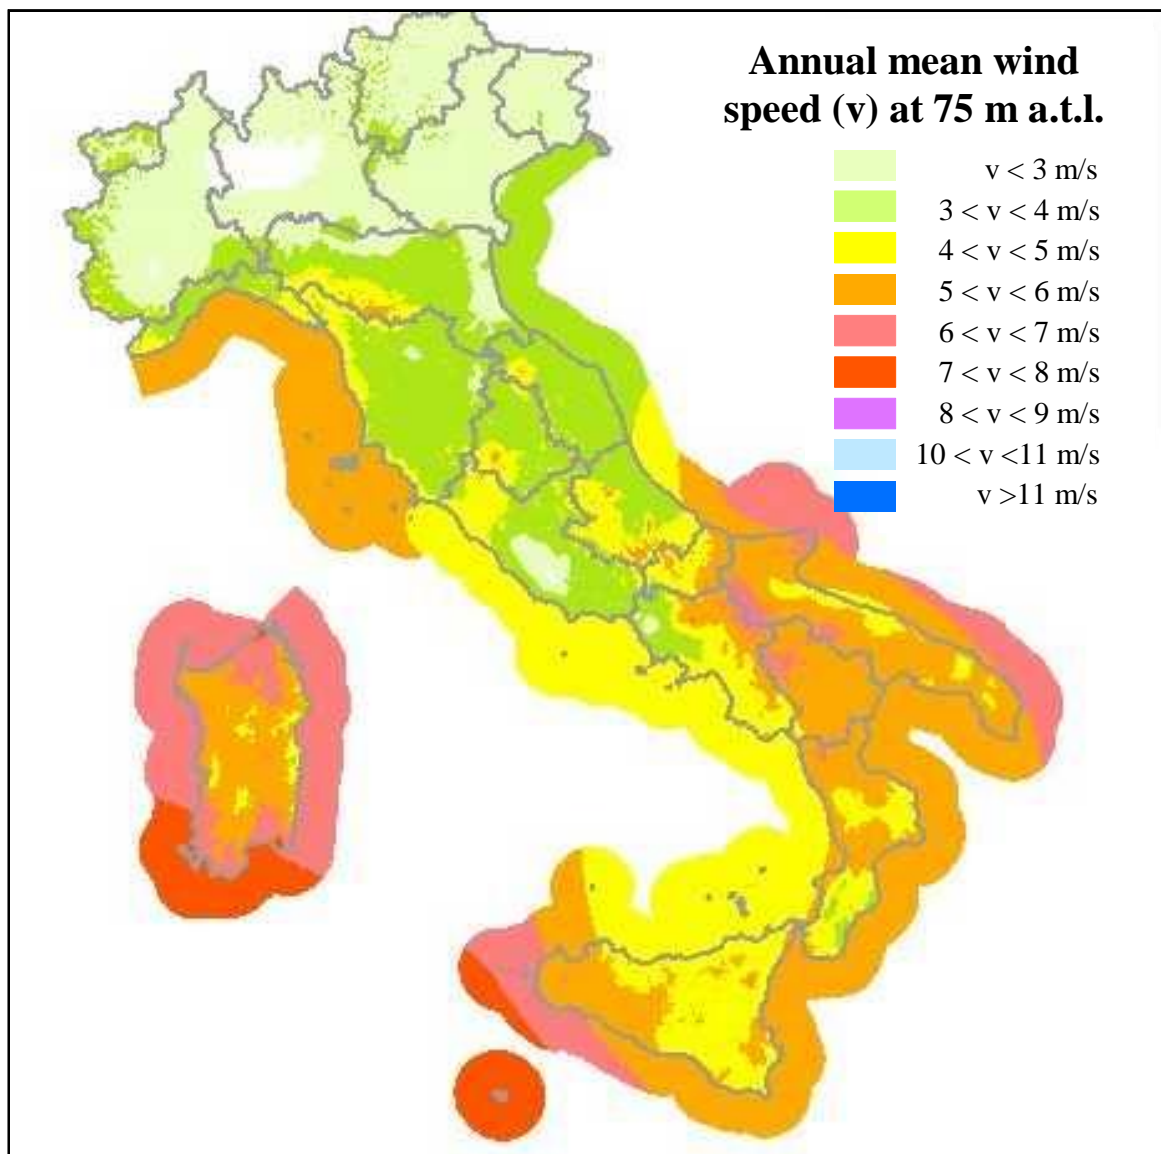 Annual mean wind
speed (v) at 75 m a.t.l.
v < 3 m/s
3 < v < 4 m/s
4 < v < 5 m/s
5 < v < 6 m/s
6 < v < 7 m/s
7 < v < 8 m/s
8 < v < 9 m/s
10 < v <11 m/s
v >11 m/s